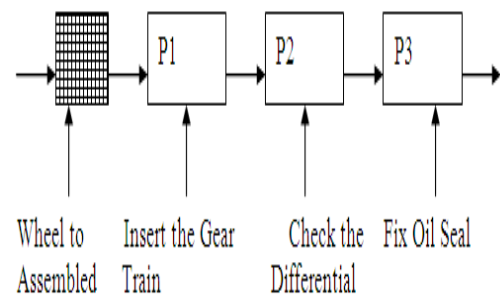 P1
P2
P3
Wheel to
Assembled
Insert the Gear
Train
Check the
Differential
Fix Oil Seal